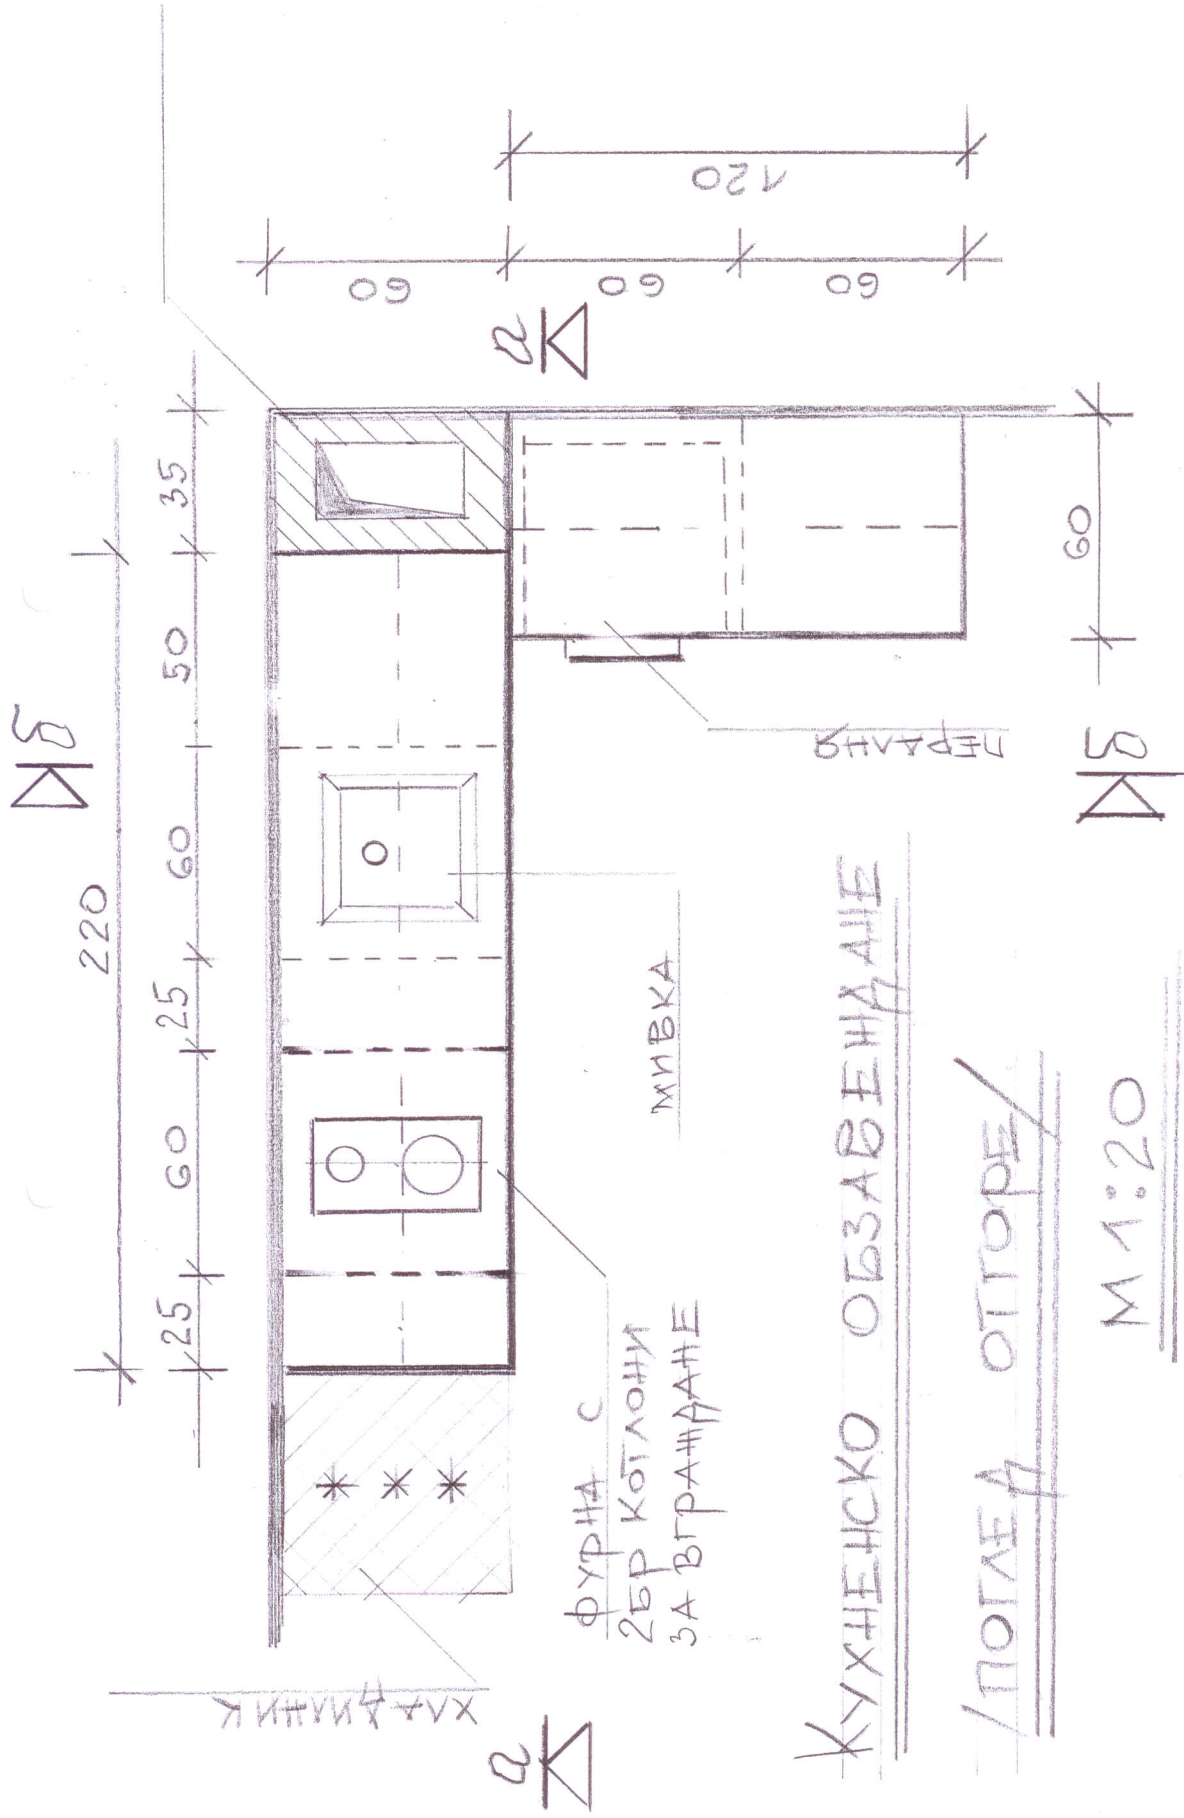 220
25 60 25 60 50 35
60
60
60
120
60
а
а
б
б
ХЛАДИЛНИК
ФУРНА С
2БР КОТЛОНИ
ЗА ВГРАЖДАНЕ
МИВКА
ПЕРАЛНЯ
КУХНЕНСКО ОБЗАВЕЖДАНЕ
/ПОГЛЕД ОТГОРЕ/
М 1:20